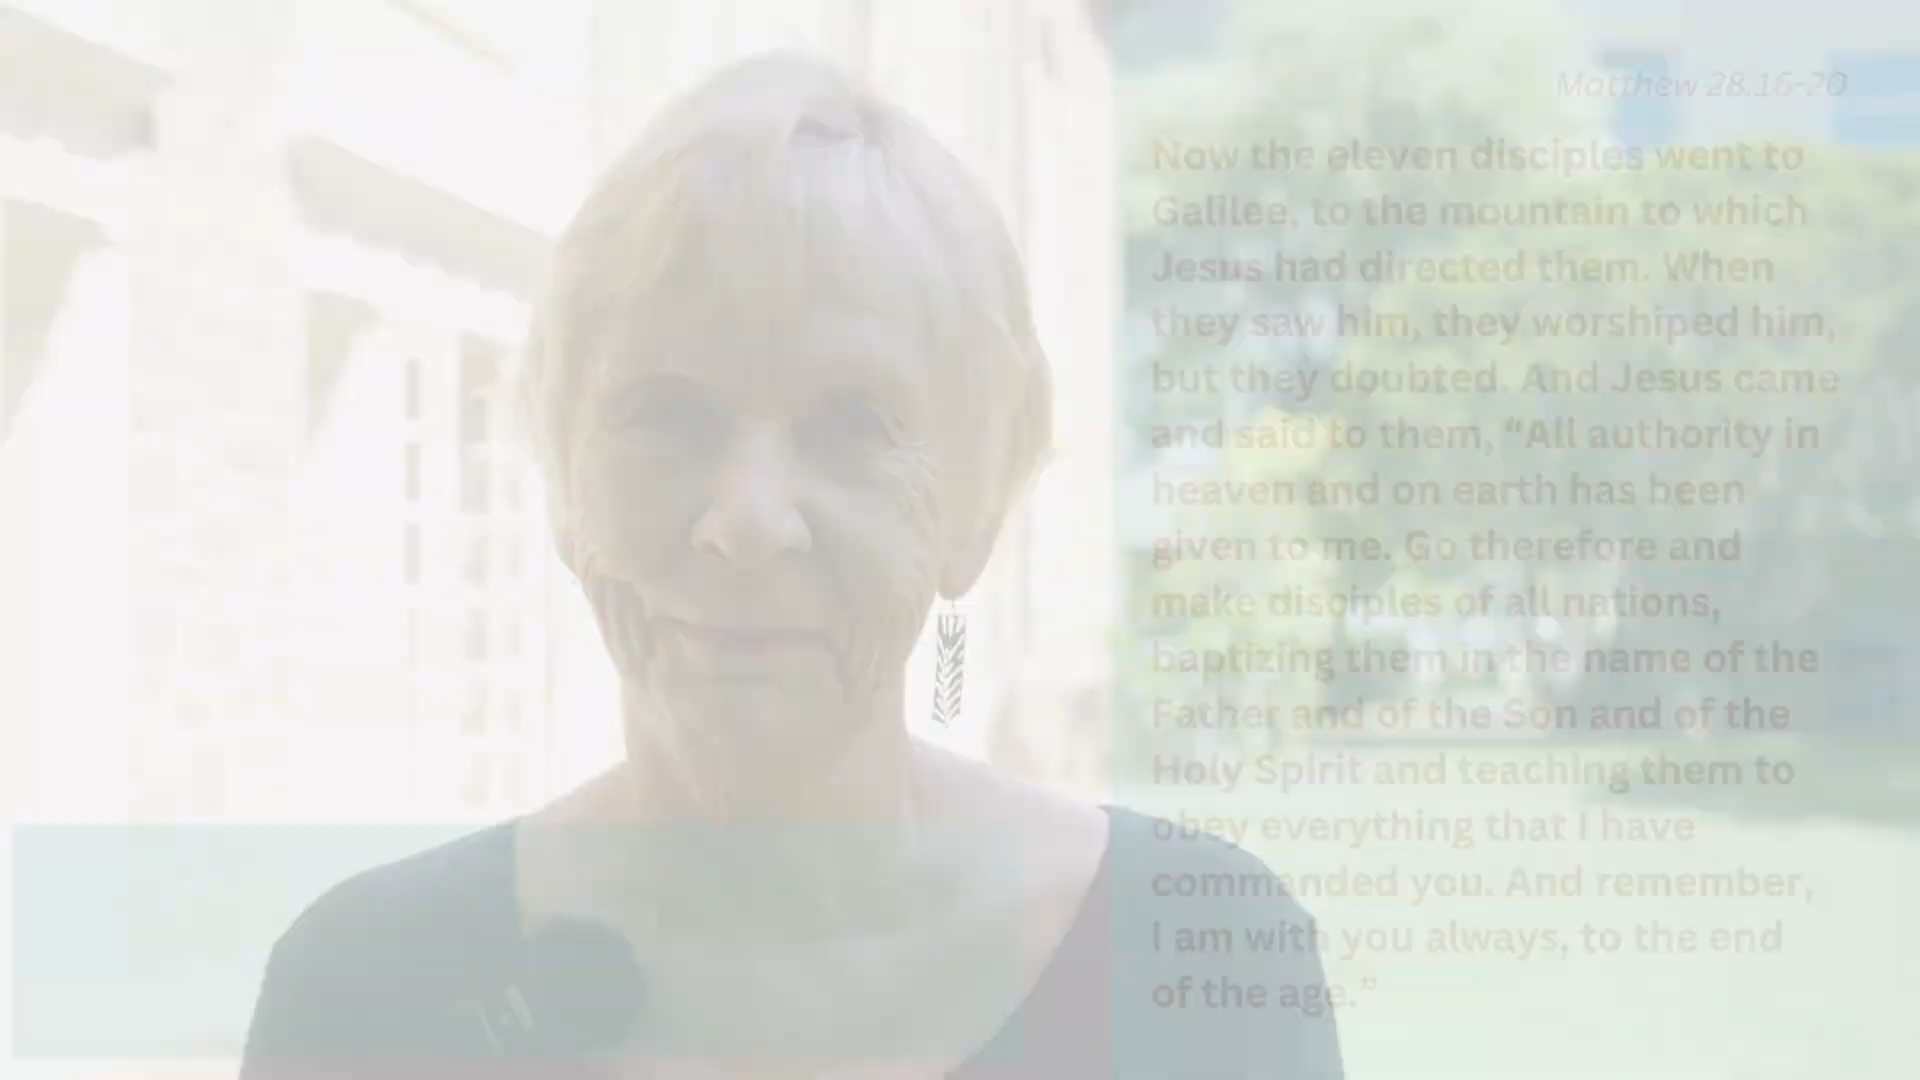 Matthew 28.16-20
Now the eleven disciples went to
Galilee, to the mountain to which
Jesus had directed them. When
they saw him, they worshiped him,
but they doubted. And Jesus came
and said to them, “All authority in
heaven and on earth has been
given to me. Go therefore and
make disciples of all nations,
baptizing them in the name of the
Father and of the Son and of the
Holy Spirit and teaching them to
obey everything that I have
commanded you. And remember,
I am with you always, to the end
of the age.”